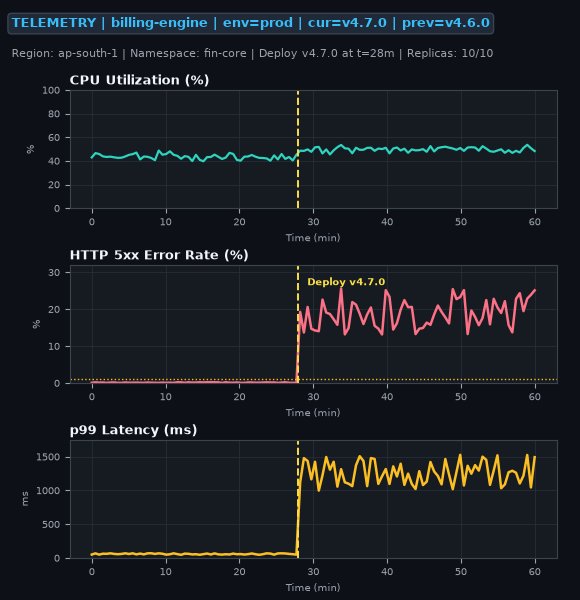 TELEMETRY | billing-engine | env=prod | cur=v4.7.0 | prev=v4.6.0
Region: ap-south-1 | Namespace: fin-core | Deploy v4.7.0 at t=28m | Replicas: 10/10
CPU Utilization (%)
100
80
60
40
20
0
%
0 10 20 30 40 50 60
Time (min)
HTTP 5xx Error Rate (%)
Deploy v4.7.0
30
20
10
0
%
0 10 20 30 40 50 60
Time (min)
p99 Latency (ms)
1500
1000
500
0
ms
0 10 20 30 40 50 60
Time (min)